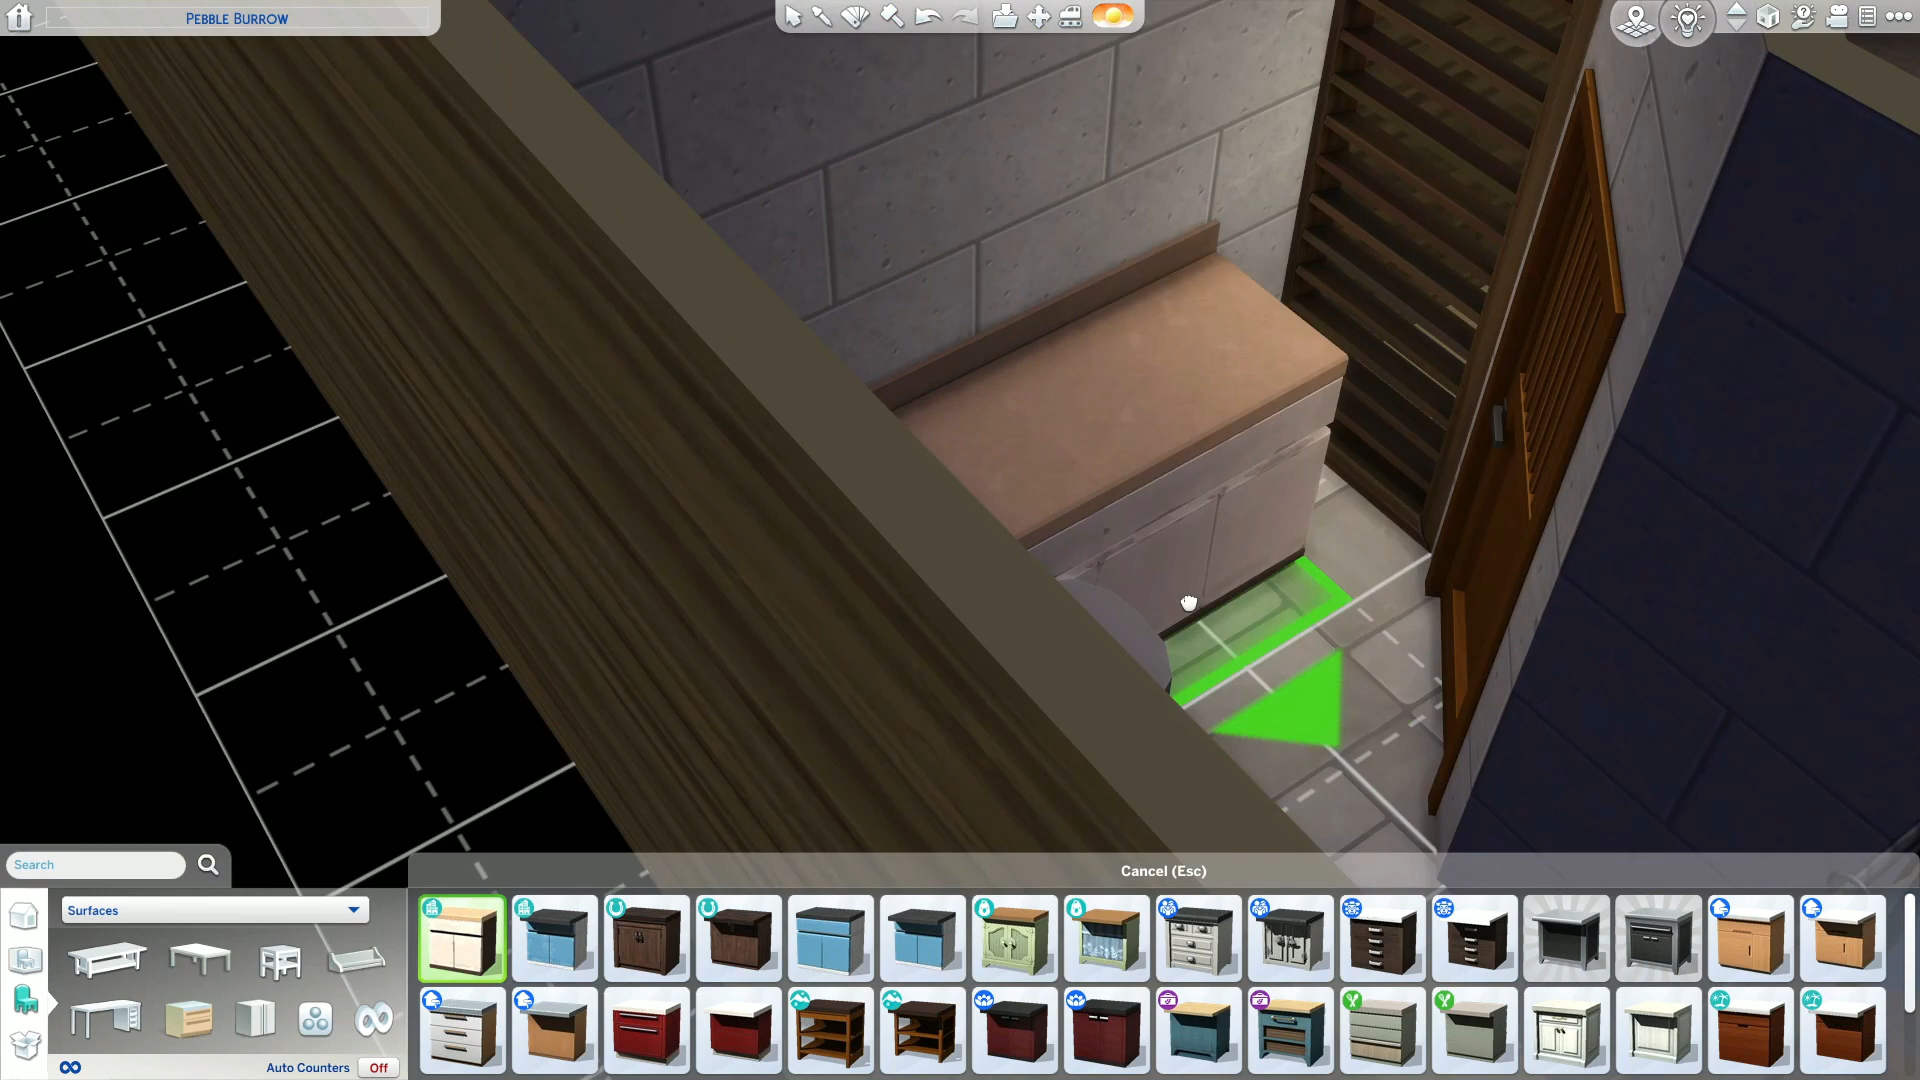 PEBBLE BURROW
Cancel (Esc)
Search
Surfaces
Auto Counters Off